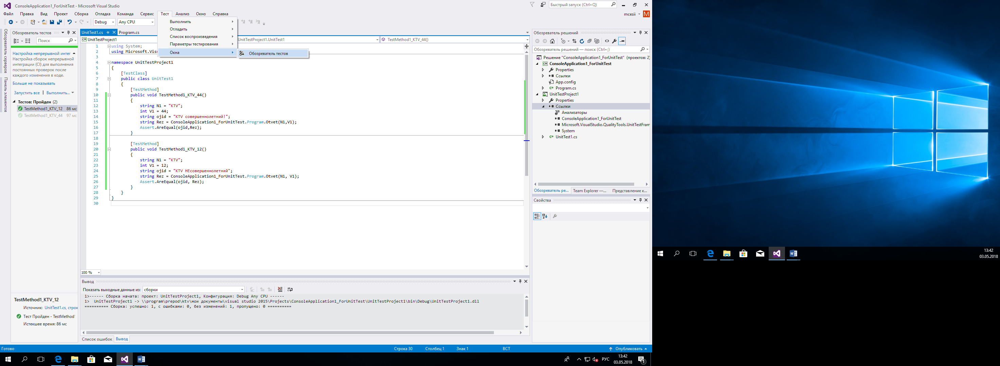 ConsoleApplication1_ForUnitTest - Microsoft Visual Studio
Быстрый запуск (Ctrl+Q)
Файл Правка Вид Проект Сборка Отладка Команда Сервис Тест Анализ Окно Справка
mcesii M
Debug Any CPU
Выполнить
Отладить
Список воспроизведения
Параметры тестирования
Окна
Обозреватель тестов
Обозреватель серверов
Панель элементов
Обозреватель тестов
Поиск
Настройка непрерывной интег
Настройка сборок непрерывной
интеграции (CI) для выполнения
постоянных проверок после
каждого изменения в коде.
Больше не показывать
Запустить все | Выполнить...
Тестов: Пройден (2)
TestMethod1_KTV_12 86 мс
TestMethod1_KTV_44 97 мс
TestMethod1_KTV_12
Источник: UnitTest1.cs, строк
Тест Пройден - TestMethod
Истекшее время: 86 мс
UnitTest1.cs Program.cs
UnitTestProject1 UnitTestProject1.UnitTest1 TestMethod1_KTV_44()
1 using System;
2 using Microsoft.Visu
3
4 namespace UnitTestProject1
5 {
6 [TestClass]
7 public class UnitTest1
8 {
9 [TestMethod]
10 public void TestMethod1_KTV_44()
11 {
12 string N1 = "KTV";
13 int V1 = 44;
14 string ojid = "KTV совершеннолетний!";
15 string Rez = ConsoleApplication1_ForUnitTest.Program.Otvet(N1,V1);
16 Assert.AreEqual(ojid,Rez);
17 }
18
19 [TestMethod]
20 public void TestMethod1_KTV_12()
21 {
22 string N1 = "KTV";
23 int V1 = 12;
24 string ojid = "KTV НЕсовершеннолетний";
25 string Rez = ConsoleApplication1_ForUnitTest.Program.Otvet(N1, V1);
26 Assert.AreEqual(ojid, Rez);
27 }
28 }
29 }
30
100 %
Вывод
Показать выходные данные из: сборки
1>------ Сборка начата: проект: UnitTestProject1, Конфигурация: Debug Any CPU ------
1> UnitTestProject1 -> \\program\prepod\ktv\мои документы\visual studio 2015\Projects\ConsoleApplication1_ForUnitTest\UnitTestProject1\bin\Debug\UnitTestProject1.dll
========== Сборка: успешно: 1, с ошибками: 0, без изменений: 1, пропущено: 0 ==========
Список ошибок Вывод
Обозреватель решений
Обозреватель решений — поиск (Ctrl+;)
Решение "ConsoleApplication1_ForUnitTest" (проектов: 2)
ConsoleApplication1_ForUnitTest
Properties
Ссылки
App.config
Program.cs
UnitTestProject1
Properties
Ссылки
Анализаторы
ConsoleApplication1_ForUnitTest
Microsoft.VisualStudio.QualityTools.UnitTestFram
System
UnitTest1.cs
Обозреватель ре... Team Explorer —... Представление к...
Свойства
Готово Строка 30 Столбец 1 Знак 1 ВСТ Опубликовать
РУС
13:42
03.05.2018
1
13:42
03.05.2018